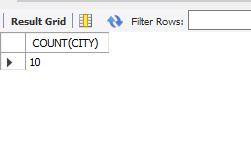 Result Grid Filter Rows:
COUNT(CITY)
10